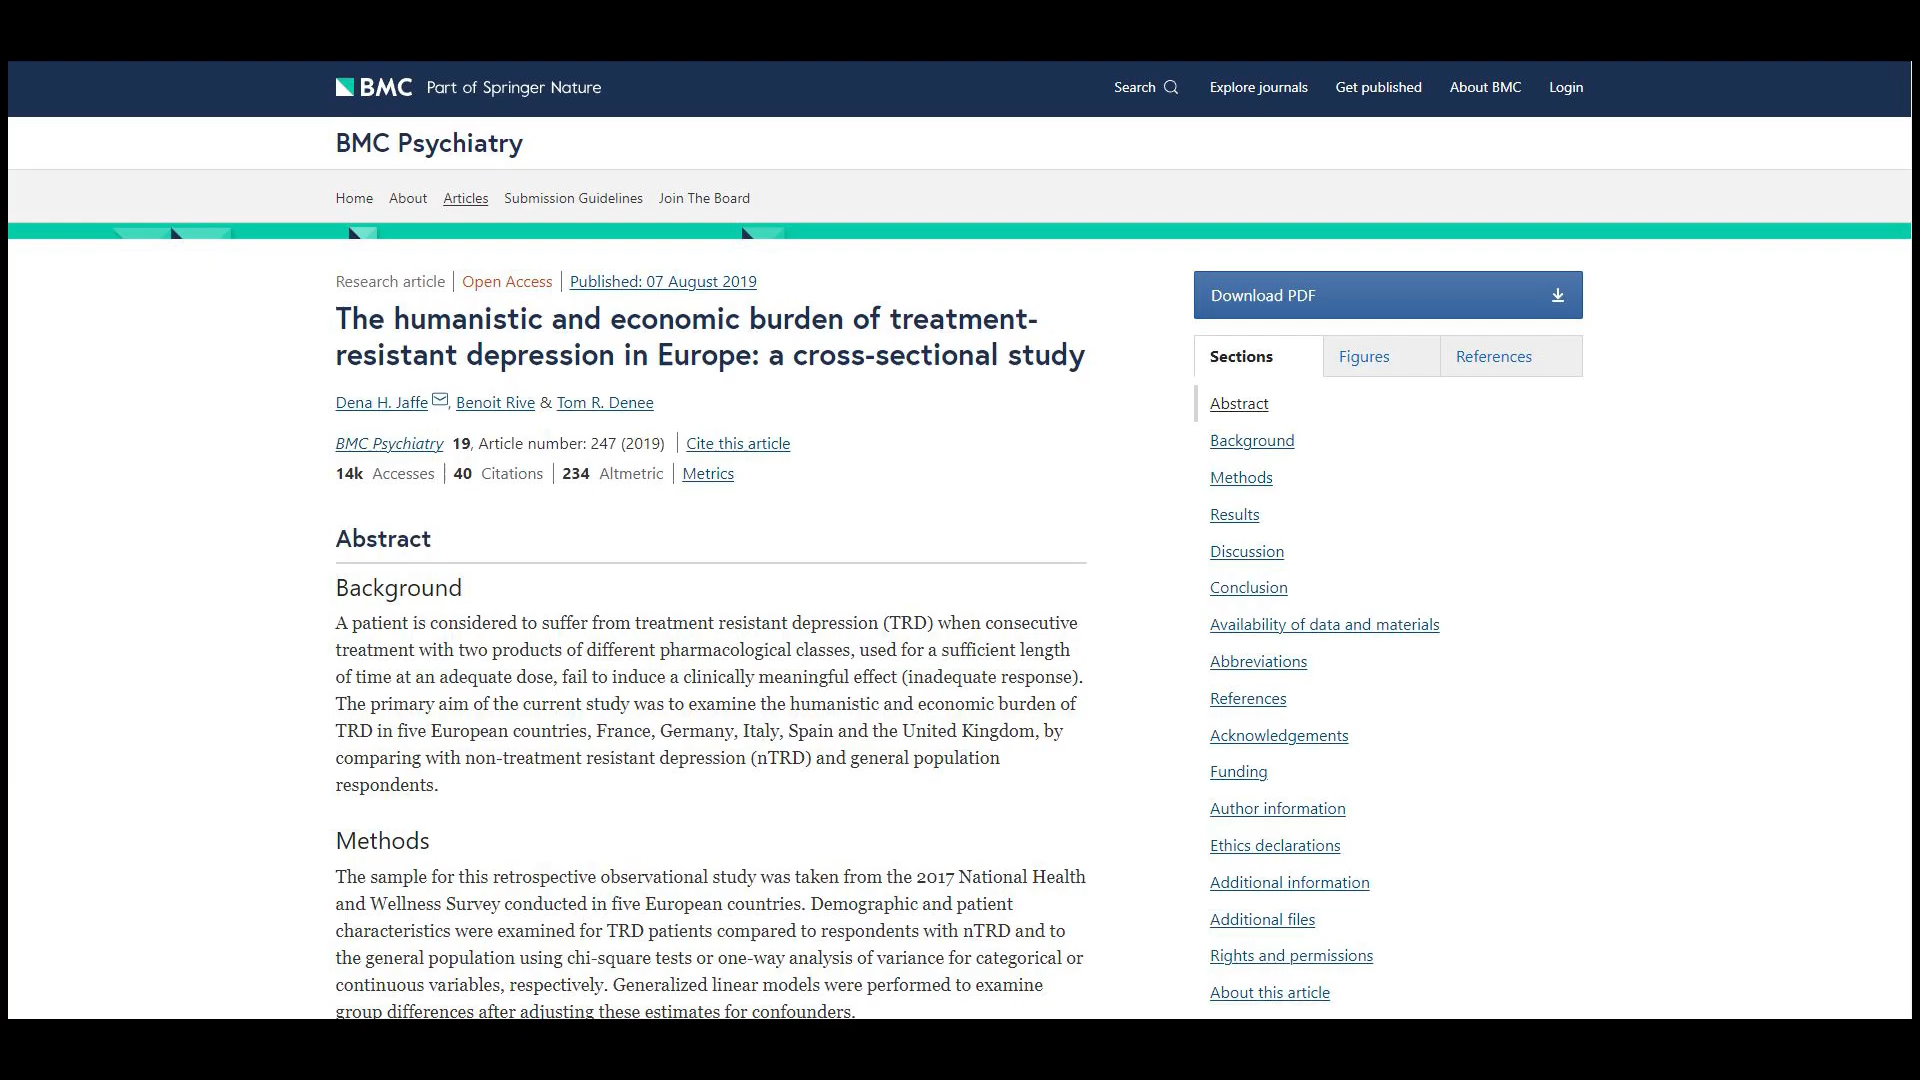 BMC Part of Springer Nature
Search Explore journals Get published About BMC Login
BMC Psychiatry
Home About Articles Submission Guidelines Join The Board
Research article Open Access Published: 07 August 2019
The humanistic and economic burden of treatment-
resistant depression in Europe: a cross-sectional study
Dena H. Jaffe, Benoit Rive & Tom R. Denee
BMC Psychiatry 19, Article number: 247 (2019) Cite this article
14k Accesses 40 Citations 234 Altmetric Metrics
Abstract
Background
A patient is considered to suffer from treatment resistant depression (TRD) when consecutive
treatment with two products of different pharmacological classes, used for a sufficient length
of time at an adequate dose, fail to induce a clinically meaningful effect (inadequate response).
The primary aim of the current study was to examine the humanistic and economic burden of
TRD in five European countries, France, Germany, Italy, Spain and the United Kingdom, by
comparing with non-treatment resistant depression (nTRD) and general population
respondents.
Methods
The sample for this retrospective observational study was taken from the 2017 National Health
and Wellness Survey conducted in five European countries. Demographic and patient
characteristics were examined for TRD patients compared to respondents with nTRD and to
the general population using chi-square tests or one-way analysis of variance for categorical or
continuous variables, respectively. Generalized linear models were performed to examine
group differences after adjusting these estimates for confounders.
Download PDF
Sections Figures References
Abstract
Background
Methods
Results
Discussion
Conclusion
Availability of data and materials
Abbreviations
References
Acknowledgements
Funding
Author information
Ethics declarations
Additional information
Additional files
Rights and permissions
About this article